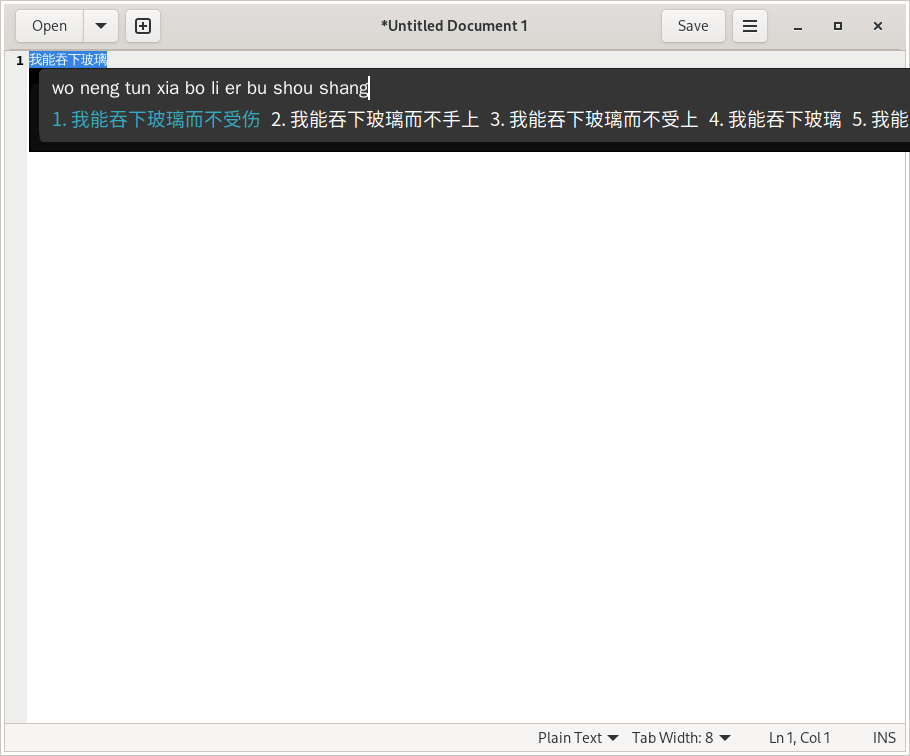 Open *Untitled Document 1 Save
1 我能吞下玻璃
wo neng tun xia bo li er bu shou shang
1. 我能吞下玻璃而不受伤 2. 我能吞下玻璃而不手上 3. 我能吞下玻璃而不受上 4. 我能吞下玻璃 5. 我能
Plain Text Tab Width: 8 Ln 1, Col 1 INS